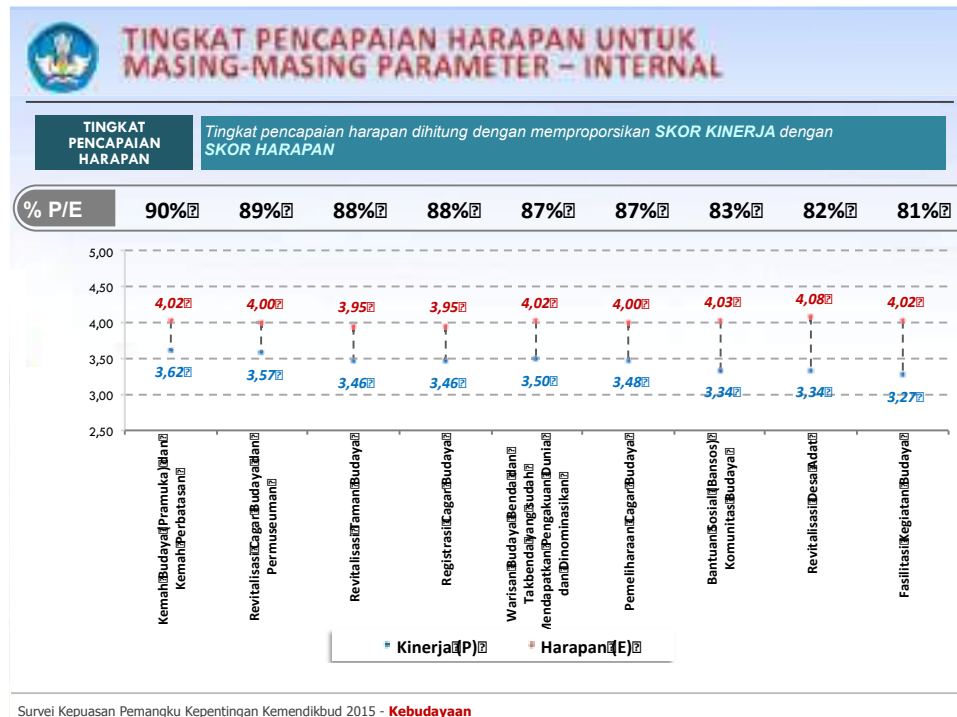 TINGKAT PENCAPAIAN HARAPAN UNTUK
MASING-MASING PARAMETER – INTERNAL
TINGKAT
PENCAPAIAN
HARAPAN
Tingkat pencapaian harapan dihitung dengan memproporsikan SKOR KINERJA dengan
SKOR HARAPAN
% P/E 90% 89% 88% 88% 87% 87% 83% 82% 81%
5,00
4,50
4,00
3,50
3,00
2,50
4,02 4,00 3,95 3,95 4,02 4,00 4,03 4,08 4,02
3,62 3,57 3,46 3,46 3,50 3,48 3,34 3,34 3,27
Kemah Budaya (Pramuka) dan
Kemah Perbatasan
Revitalisasi Cagar Budaya dan
Permuseuman
Revitalisasi Taman Budaya
Registrasi Cagar Budaya
Warisan Budaya Benda dan
Takbenda yang sudah
Mendapatkan Pengakuan Dunia
dan Dinominasikan
Pemeliharaan Cagar Budaya
Bantuan Sosial (Bansos)
Komunitas Budaya
Revitalisasi Desa Adat
Fasilitasi Kegiatan Budaya
Kinerja (P) Harapan (E)
Survei Kepuasan Pemangku Kepentingan Kemendikbud 2015 - Kebudayaan